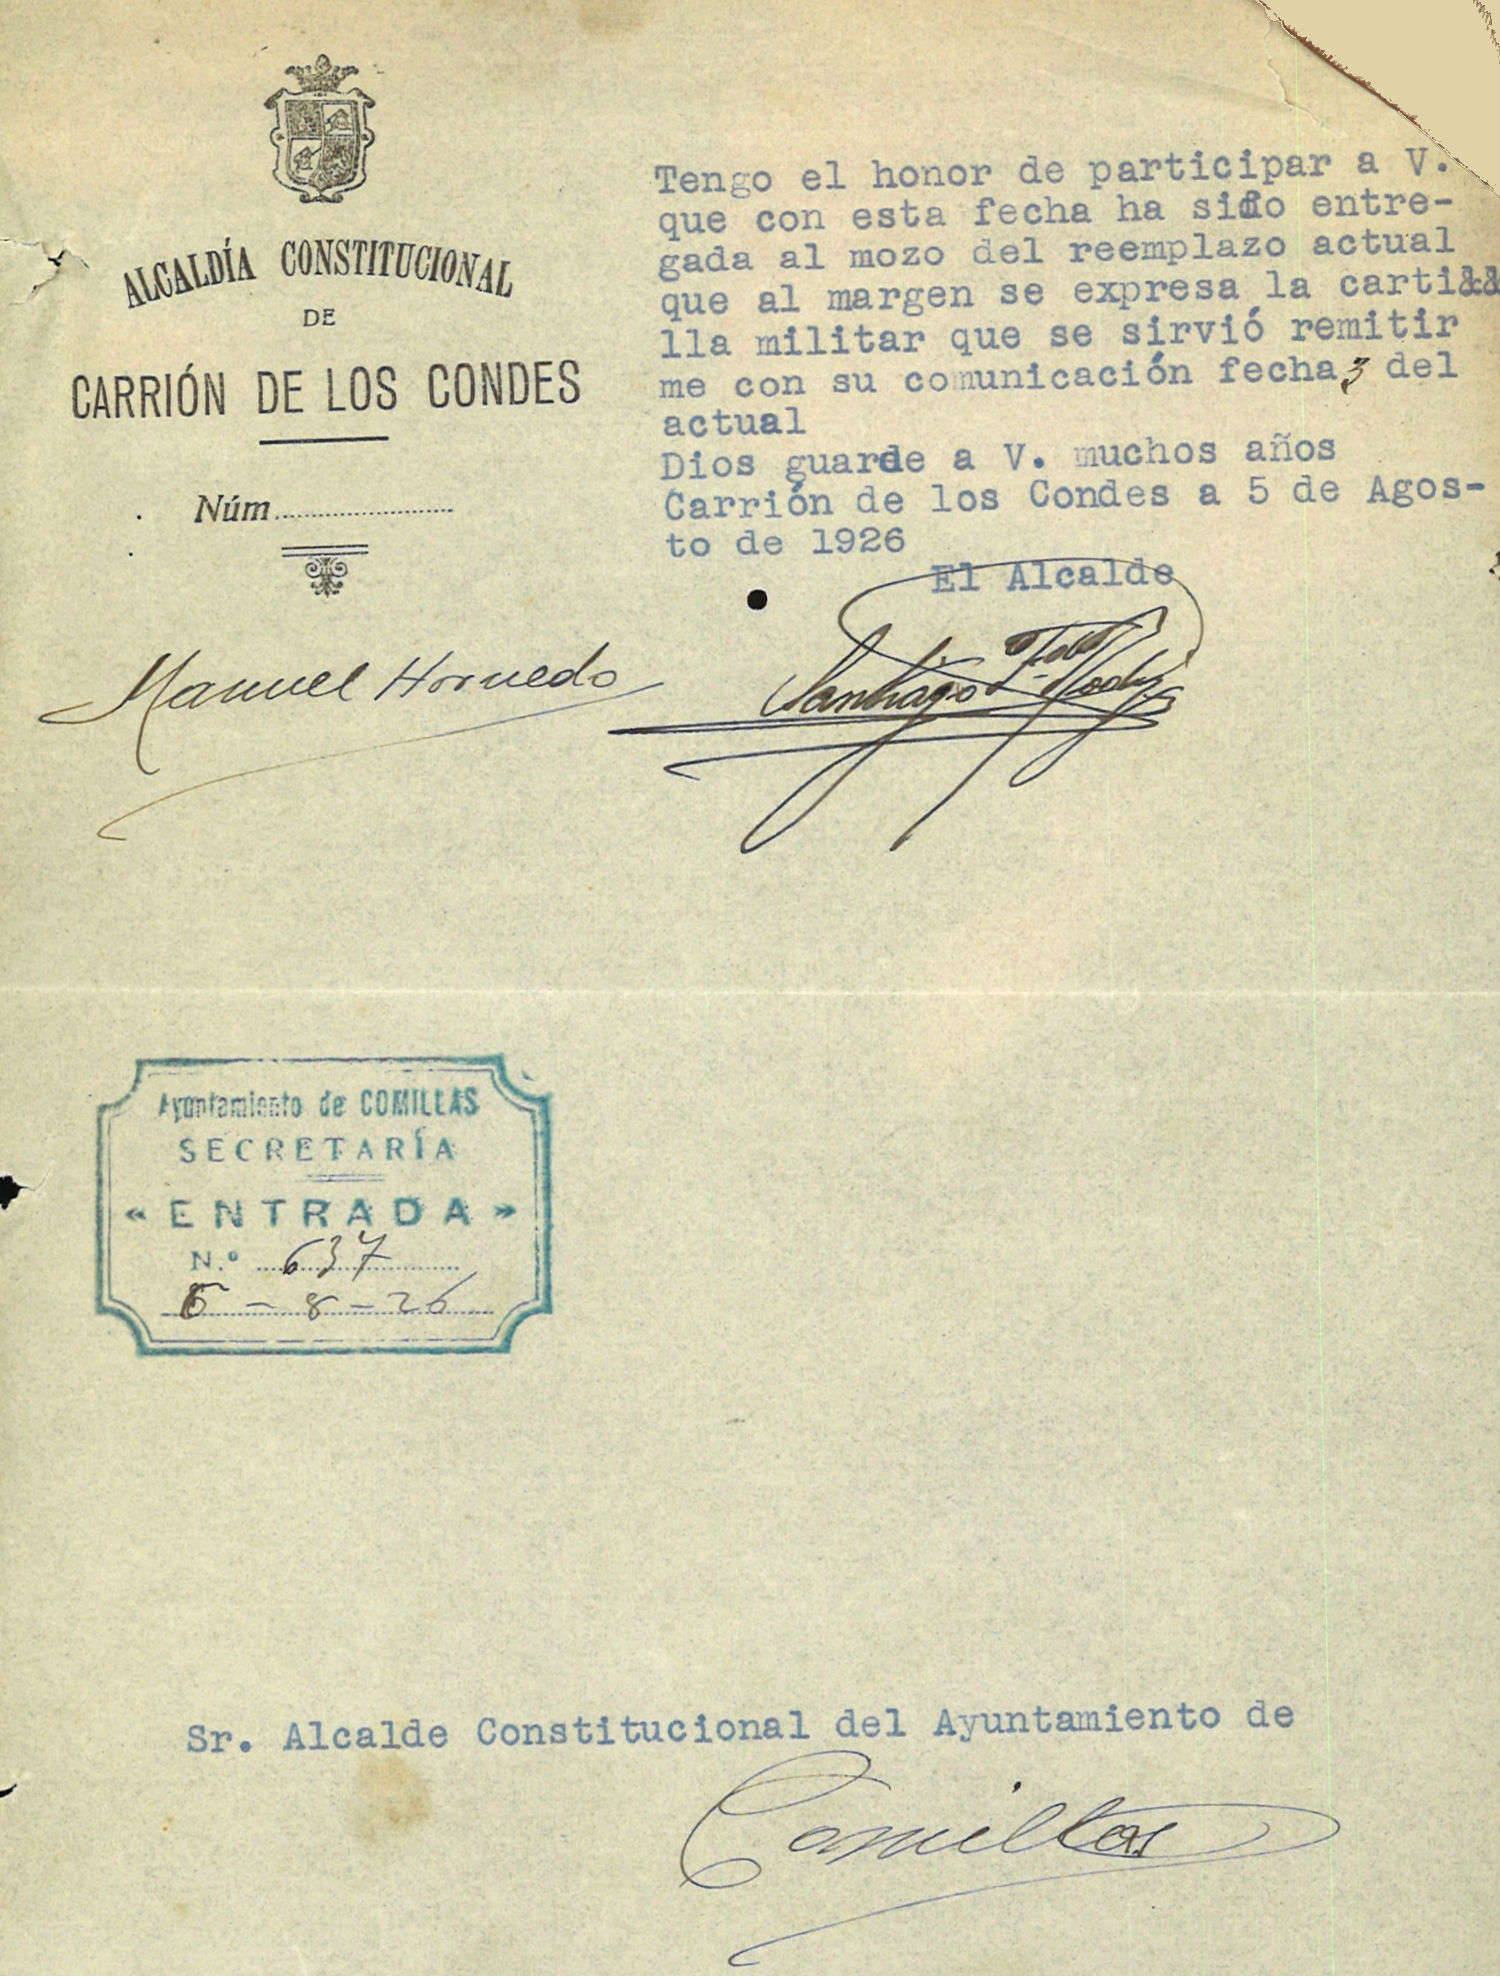 ALCALDÍA CONSTITUCIONAL
DE
CARRIÓN DE LOS CONDES
Núm
Manuel Hornedo
Tengo el honor de participar a V.
que con esta fecha ha sido entre-
gada al mozo del reemplazo actual
que al margen se expresa la carti
lla militar que se sirvió remitir
me con su comunicación fecha 3 del
actual
Dios guarde a V. muchos años
Carrión de los Condes a 5 de Agos-
to de 1926
El Alcalde
Santiago
Ayuntamiento de COMILLAS
SECRETARÍA
« ENTRADA »
N.º 637
6 - 8 - 26
Sr. Alcalde Constitucional del Ayuntamiento de
Comillas